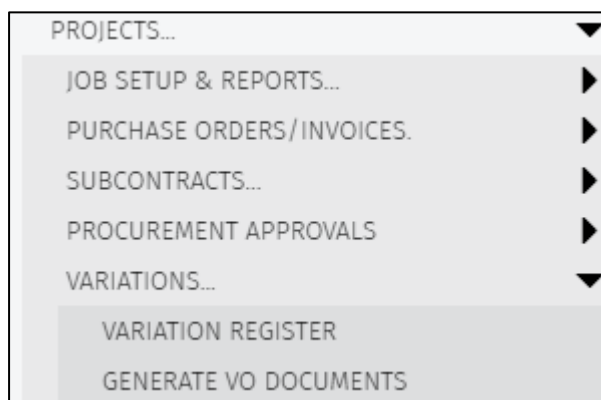 PROJECTS...
JOB SETUP & REPORTS...
PURCHASE ORDERS/INVOICES.
SUBCONTRACTS...
PROCUREMENT APPROVALS
VARIATIONS...
VARIATION REGISTER
GENERATE VO DOCUMENTS